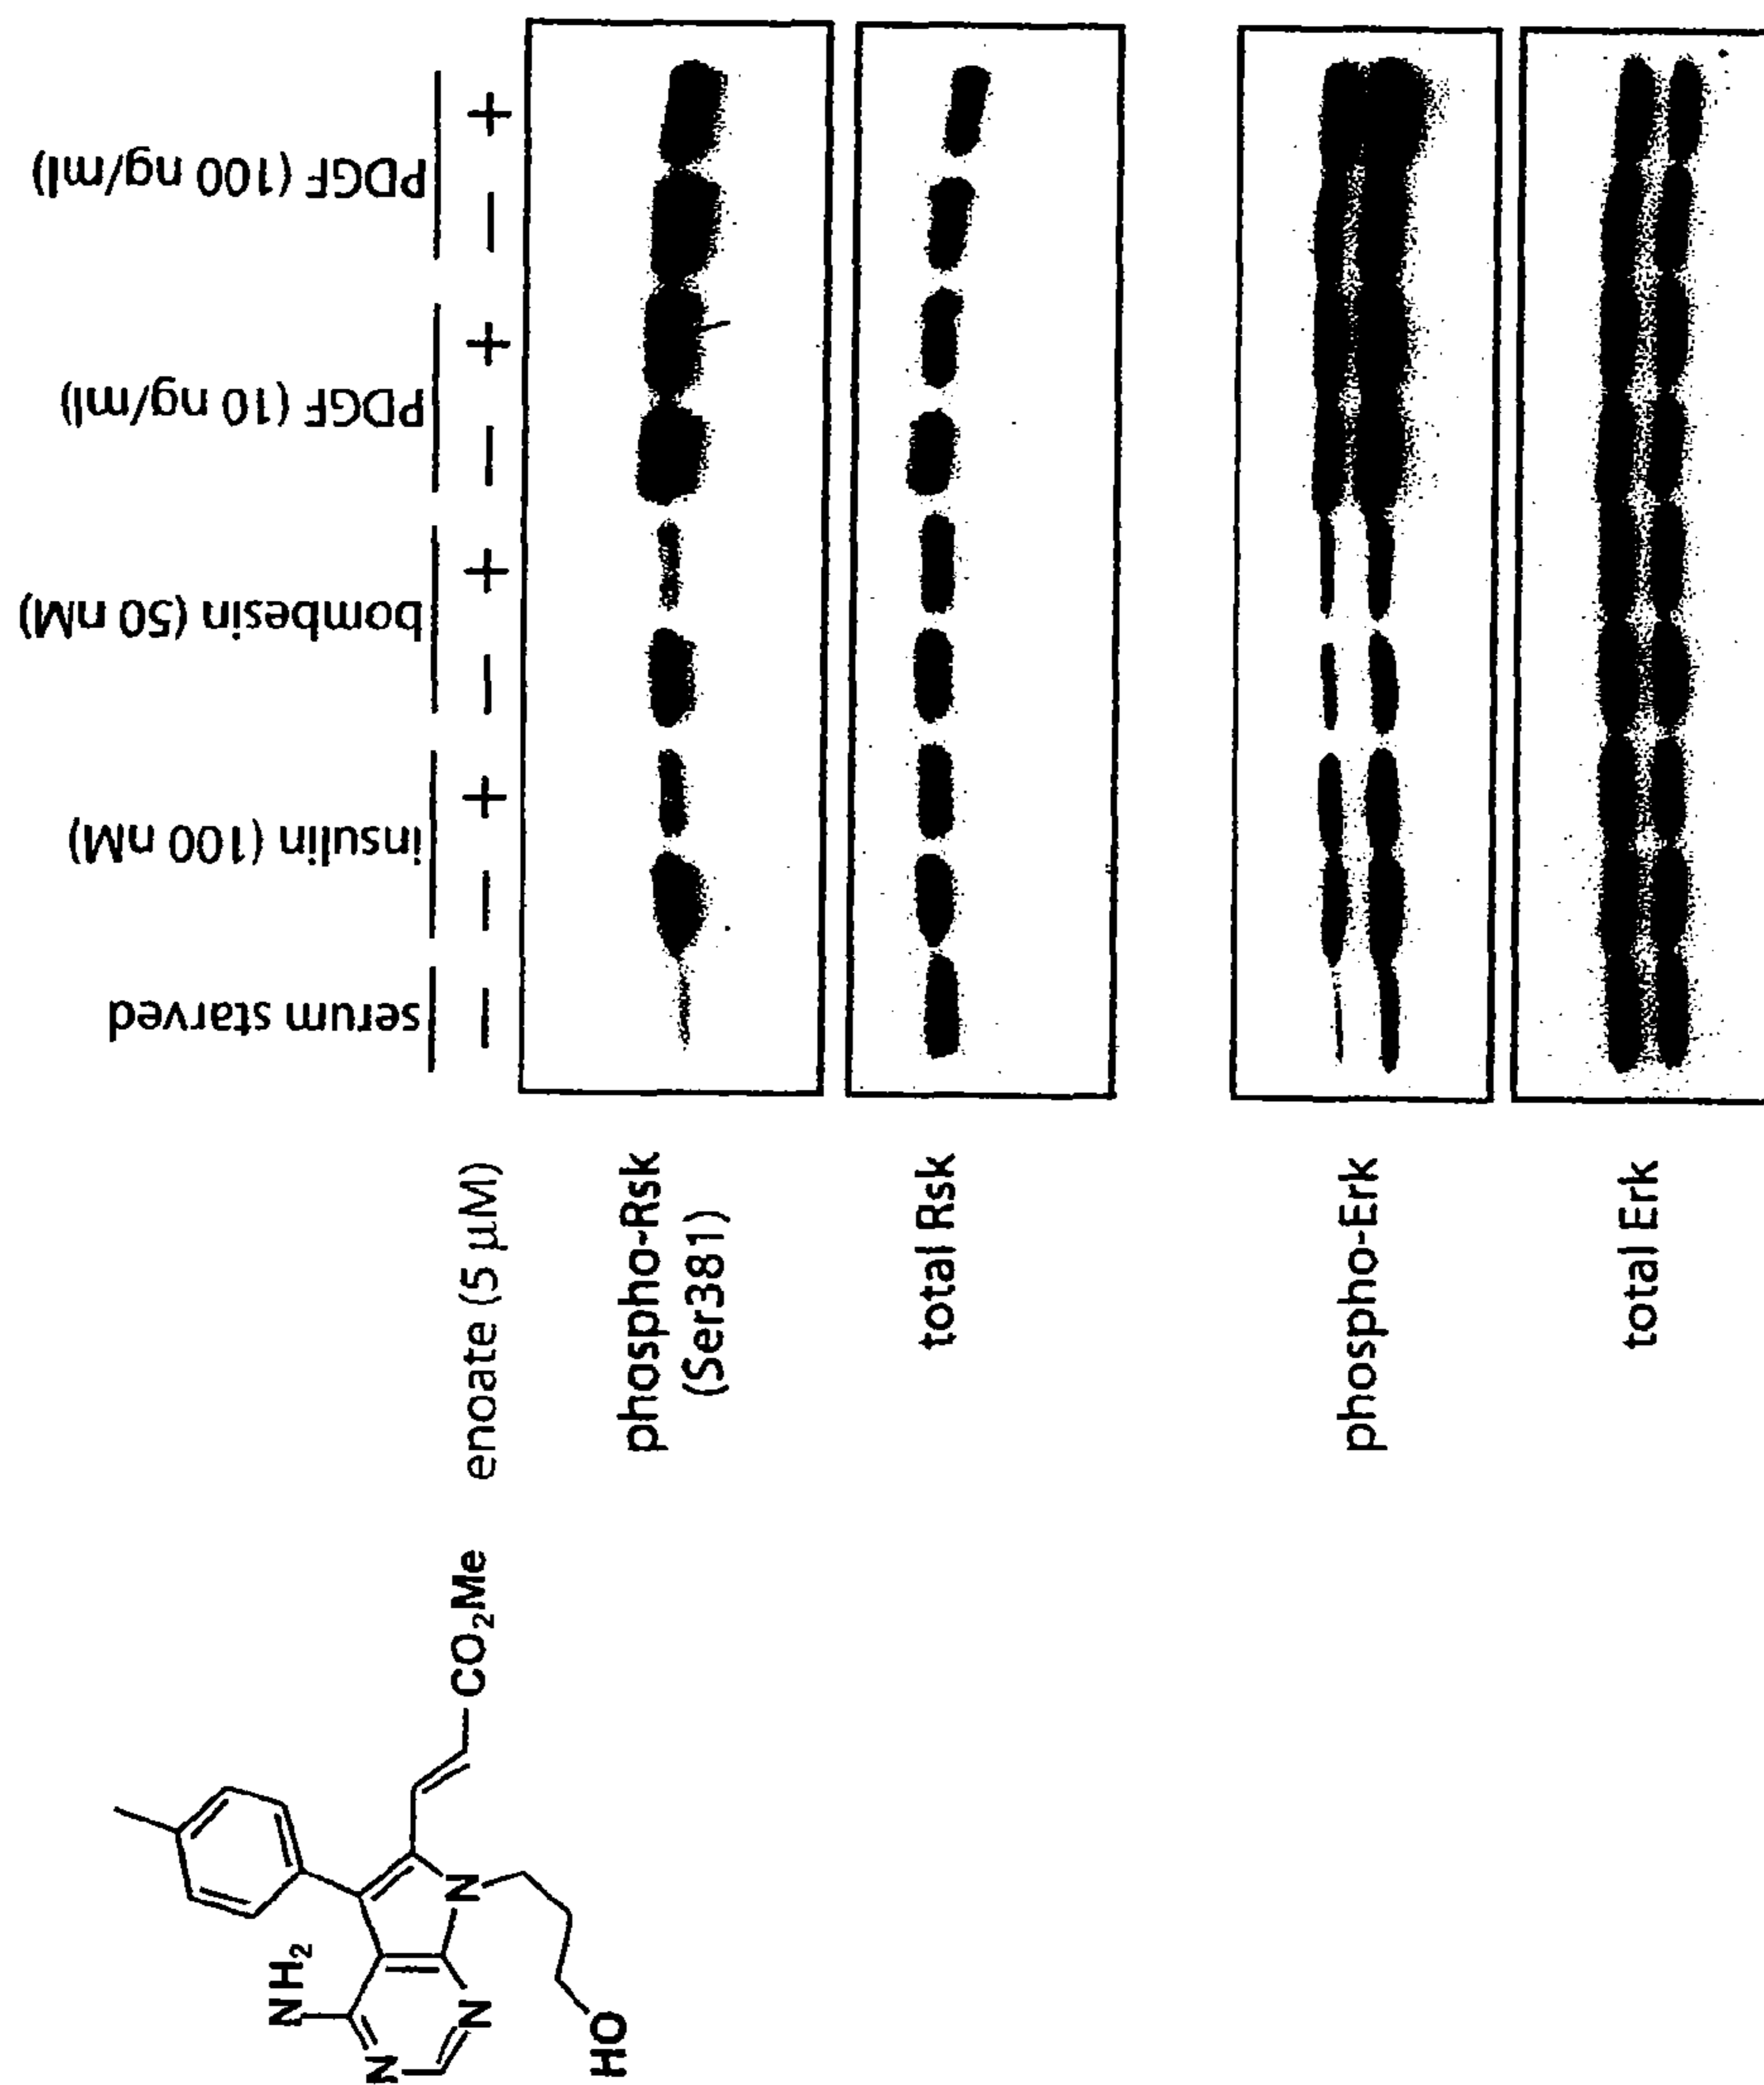 serum starved
insulin (100 nM)
bombesin (50 nM)
PDGF (10 ng/ml)
PDGF (100 ng/ml)
enoate (5 μM) − − + − + − + − +
phospho-Rsk
(Ser381)
total Rsk
phospho-Erk
total Erk
NH₂
N
N
N
CO₂Me
HO